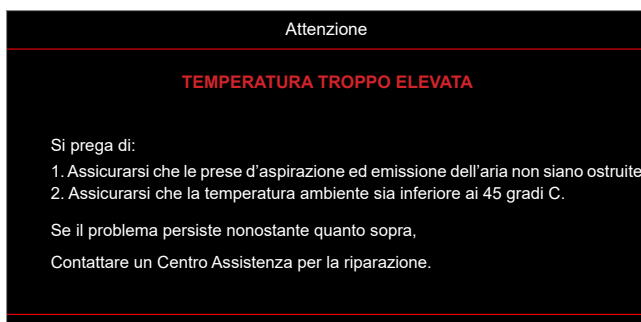 Attenzione
TEMPERATURA TROPPO ELEVATA
Si prega di:
1. Assicurarsi che le prese d’aspirazione ed emissione dell’aria non siano ostruite
2. Assicurarsi che la temperatura ambiente sia inferiore ai 45 gradi C.
Se il problema persiste nonostante quanto sopra,
Contattare un Centro Assistenza per la riparazione.